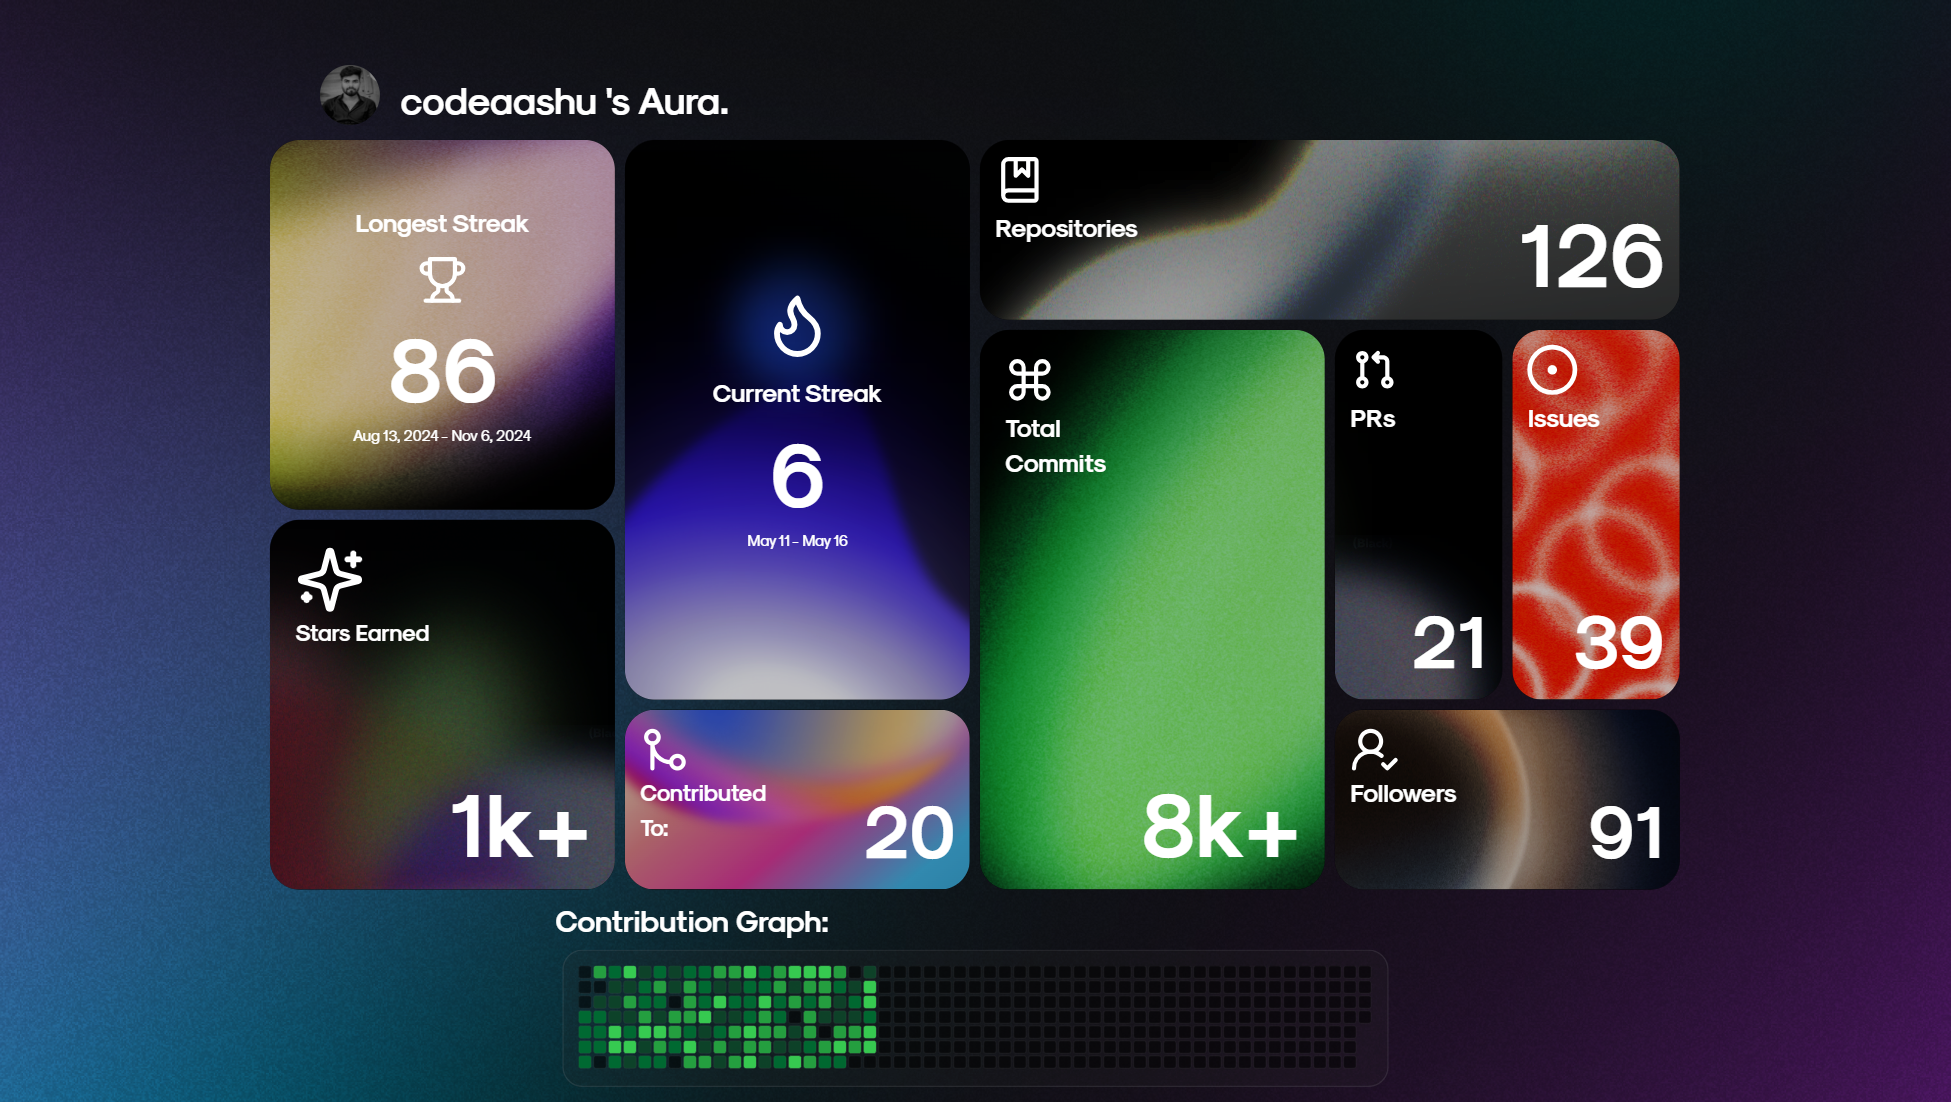 codeaashu 's Aura.
Longest Streak
86
Aug 13, 2024 - Nov 6, 2024
Current Streak
6
May 11 - May 16
Repositories
126
Total
Commits
8k+
PRs
21
Issues
39
Stars Earned
1k+
Contributed
To:
20
Followers
91
Contribution Graph: